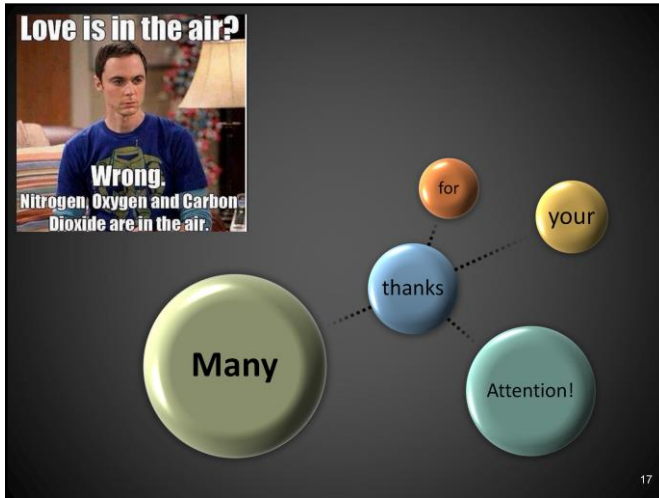 Love is in the air?
Wrong.
Nitrogen, Oxygen and Carbon
Dioxide are in the air.
Many
thanks
for
your
Attention!
17